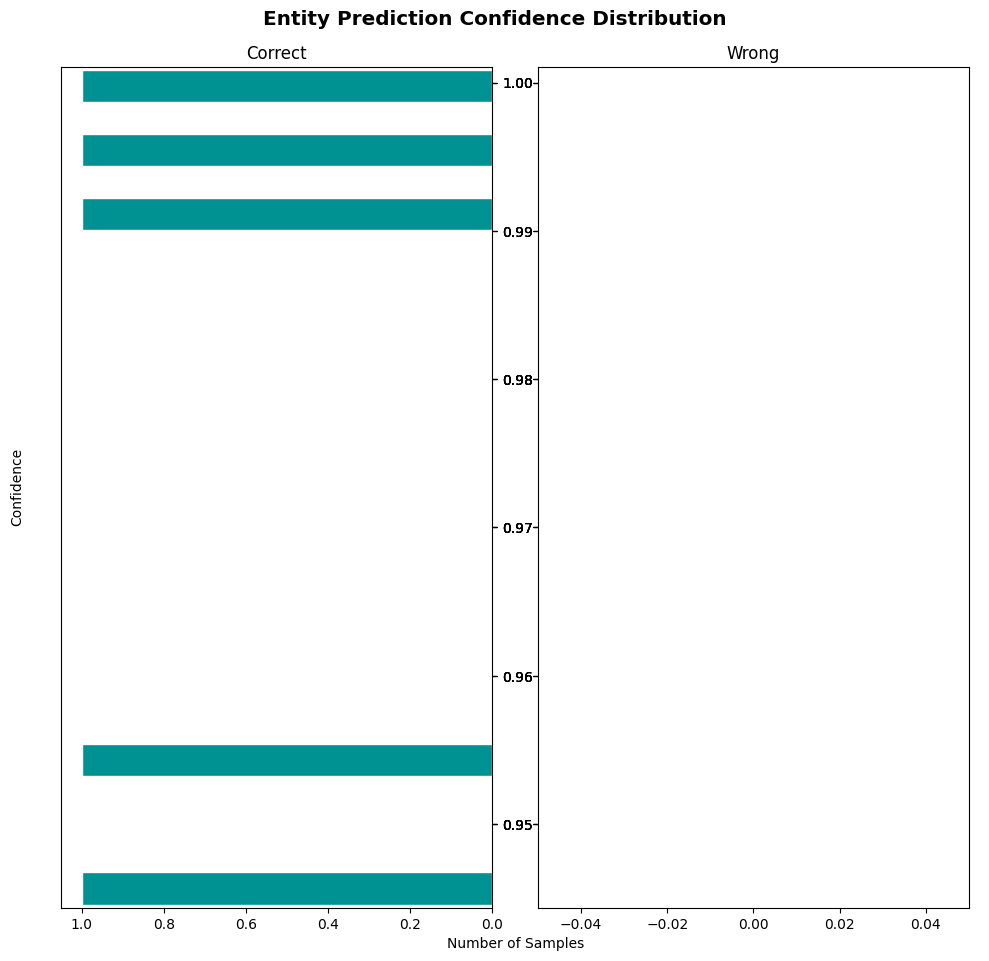 Entity Prediction Confidence Distribution
Correct
Wrong
1.00
0.99
0.98
0.97
0.96
0.95
Confidence
1.0 0.8 0.6 0.4 0.2 0.0
−0.04 −0.02 0.00 0.02 0.04
Number of Samples